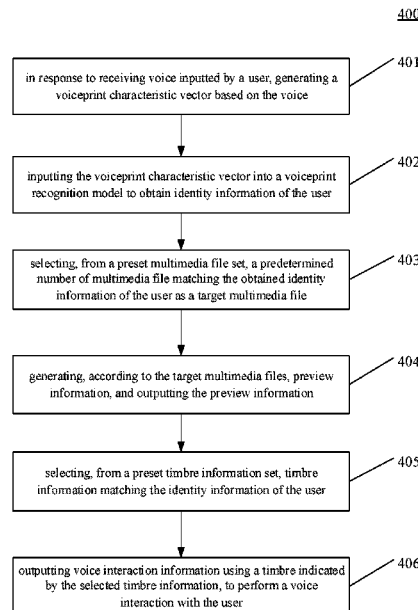 400
in response to receiving voice inputted by a user, generating a
voiceprint characteristic vector based on the voice
401
inputting the voiceprint characteristic vector into a voiceprint
recognition model to obtain identity information of the user
402
selecting, from a preset multimedia file set, a predetermined
number of multimedia file matching the obtained identity
information of the user as a target multimedia file
403
generating, according to the target multimedia files, preview
information, and outputting the preview information
404
selecting, from a preset timbre information set, timbre
information matching the identity information of the user
405
outputting voice interaction information using a timbre indicated
by the selected timbre information, to perform a voice
interaction with the user
406